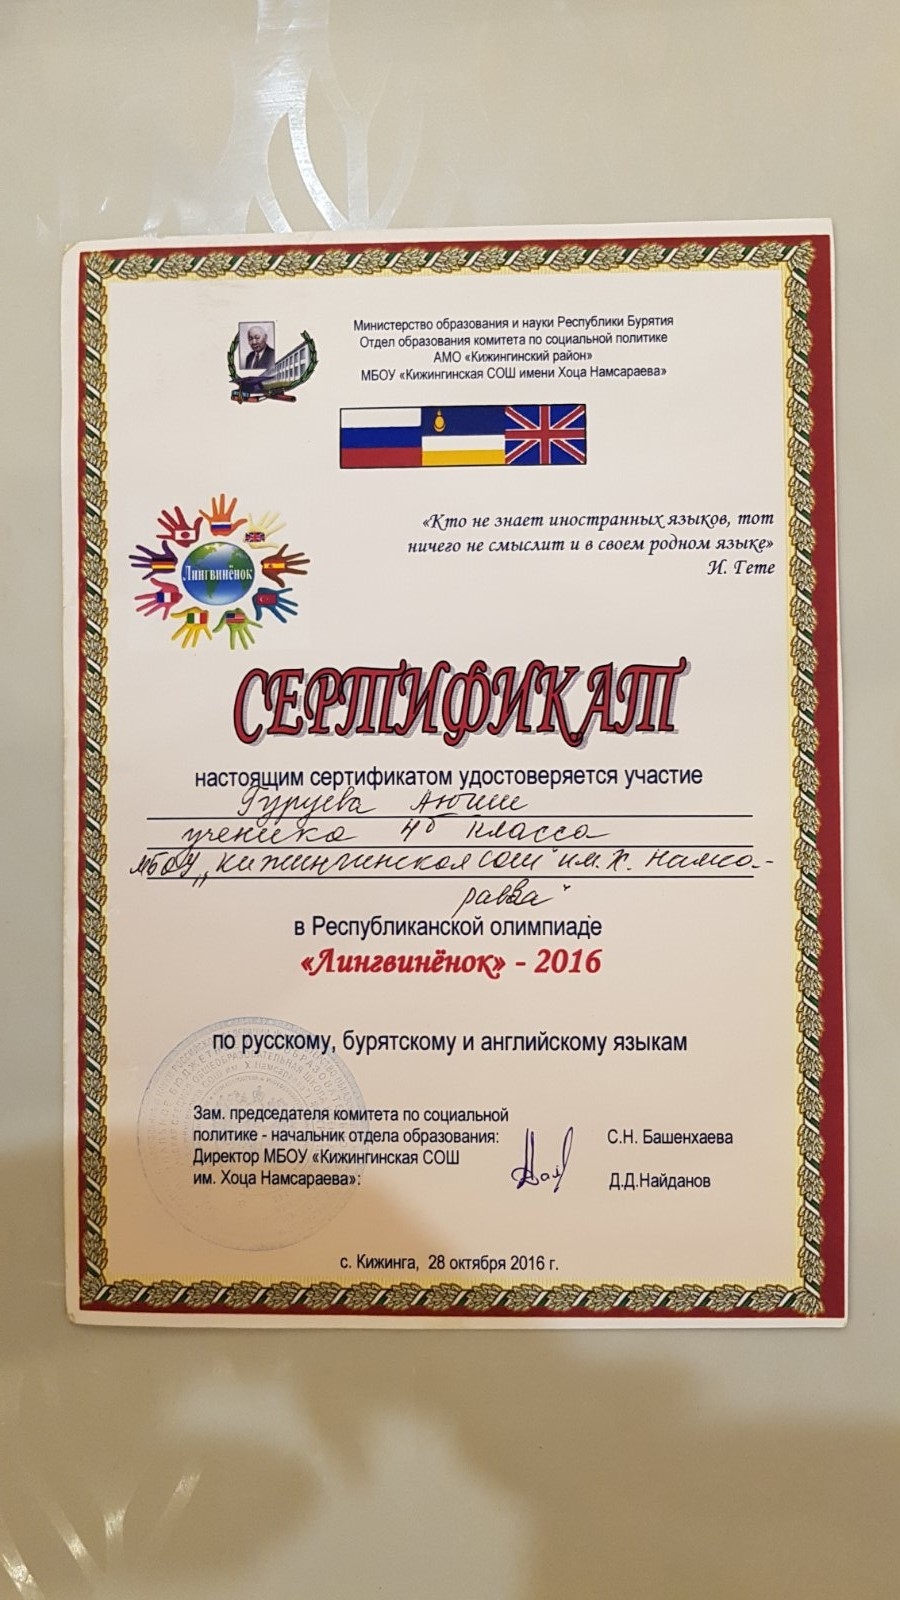 Министерство образования и науки Республики Бурятия
Отдел образования комитета по социальной политике
АМО «Кижингинский район»
МБОУ «Кижингинская СОШ имени Хоца Намсараева»
Лингвинёнок
«Кто не знает иностранных языков, тот
ничего не смыслит и в своем родном языке»
И. Гете
СЕРТИФИКАТ
настоящим сертификатом удостоверяется участие
Гуруева Аюши
ученика 4б класса
МБОУ „Кижингинская СОШ им. Х. Намса-
раева"
в Республиканской олимпиаде
«Лингвинёнок» - 2016
по русскому, бурятскому и английскому языкам
Зам. председателя комитета по социальной
политике - начальник отдела образования: С.Н. Башенхаева
Директор МБОУ «Кижингинская СОШ
им. Хоца Намсараева»: Д.Д.Найданов
с. Кижинга, 28 октября 2016 г.